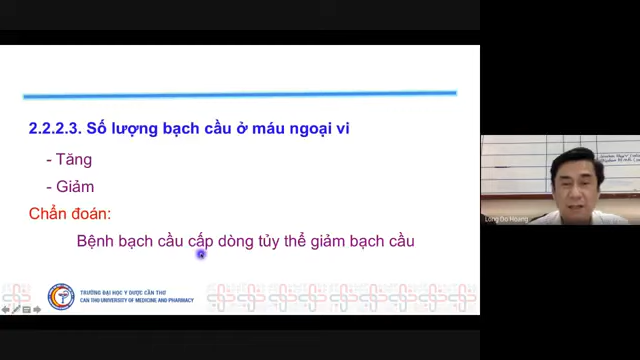 2.2.2.3. Số lượng bạch cầu ở máu ngoại vi
- Tăng
- Giảm
Chẩn đoán:
Bệnh bạch cầu cấp dòng tủy thể giảm bạch cầu
TRƯỜNG ĐẠI HỌC Y DƯỢC CẦN THƠ
CAN THO UNIVERSITY OF MEDICINE AND PHARMACY
Long Do Hoang